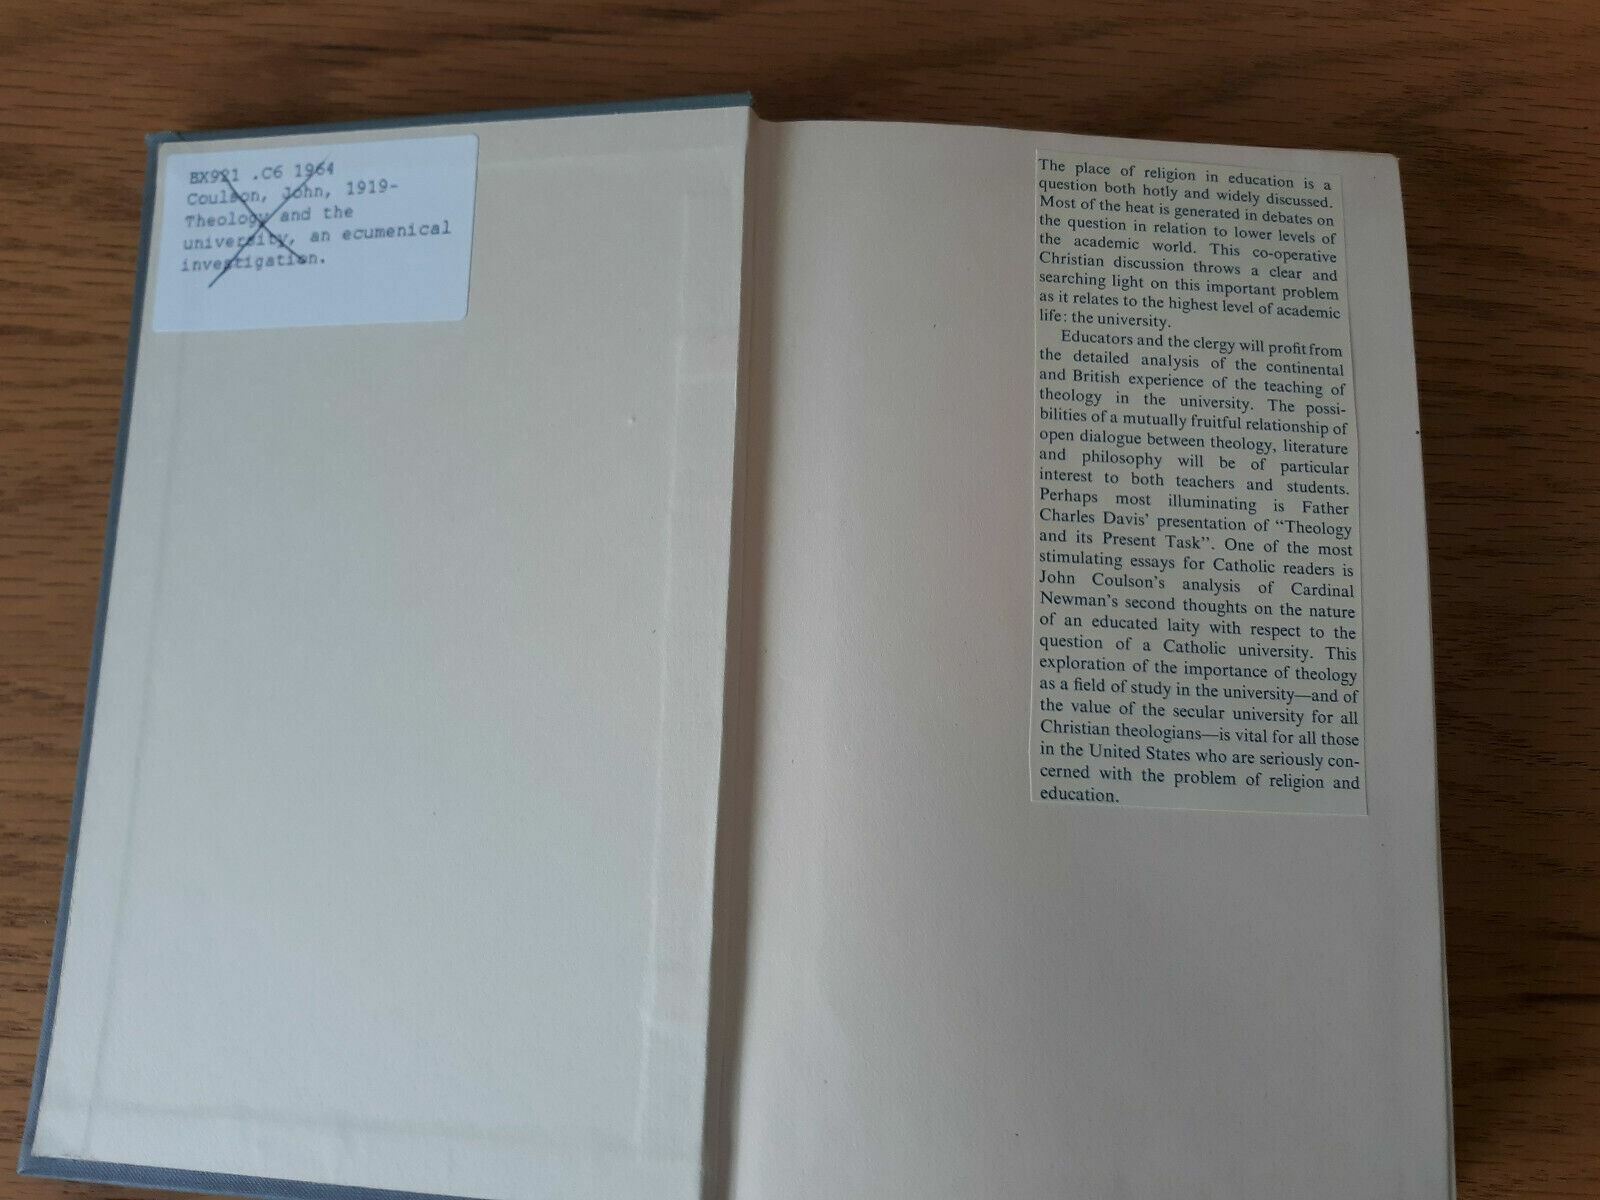 BX921 .C6 1964
Coulson, John, 1919-
Theology and the
university, an ecumenical
investigation.
The place of religion in education is a
question both hotly and widely discussed.
Most of the heat is generated in debates on
the question in relation to lower levels of
the academic world. This co-operative
Christian discussion throws a clear and
searching light on this important problem
as it relates to the highest level of academic
life: the university.
Educators and the clergy will profit from
the detailed analysis of the continental
and British experience of the teaching of
theology in the university. The possi-
bilities of a mutually fruitful relationship of
open dialogue between theology, literature
and philosophy will be of particular
interest to both teachers and students.
Perhaps most illuminating is Father
Charles Davis' presentation of “Theology
and its Present Task”. One of the most
stimulating essays for Catholic readers is
John Coulson's analysis of Cardinal
Newman's second thoughts on the nature
of an educated laity with respect to the
question of a Catholic university. This
exploration of the importance of theology
as a field of study in the university—and of
the value of the secular university for all
Christian theologians—is vital for all those
in the United States who are seriously con-
cerned with the problem of religion and
education.